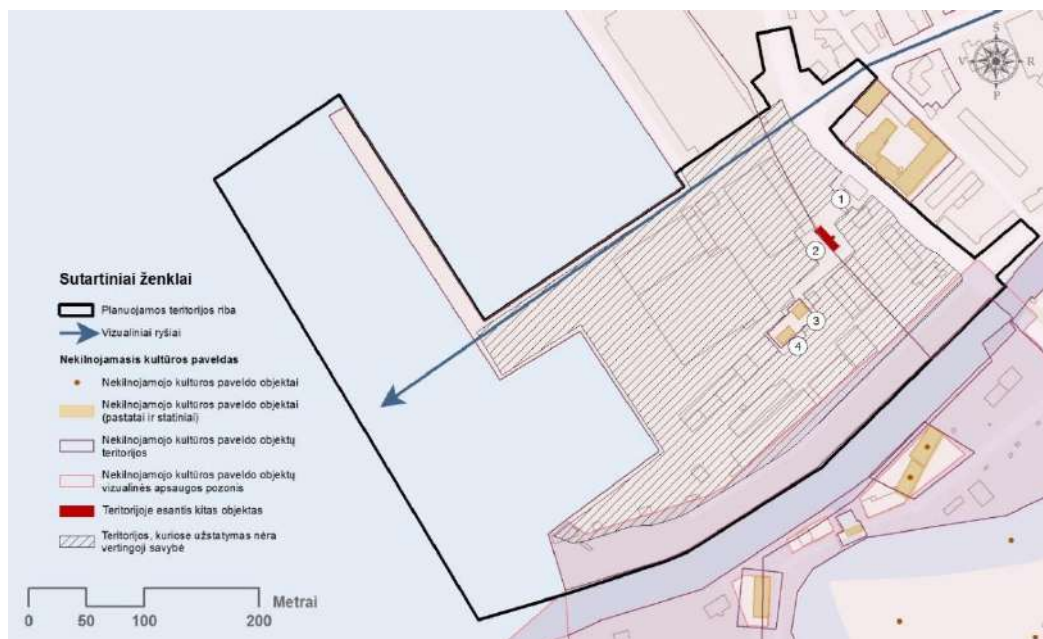 Š
V
R
P
1
2
3
4
Sutartiniai ženklai
Planuojamos teritorijos riba
Vizualiniai ryšiai
Nekilnojamasis kultūros paveldas
Nekilnojamojo kultūros paveldo objektai
Nekilnojamojo kultūros paveldo objektai
(pastatai ir statiniai)
Nekilnojamojo kultūros paveldo objektų
teritorijos
Nekilnojamojo kultūros paveldo objektų
vizualinės apsaugos pozonis
Teritorijoje esantis kitas objektas
Teritorijos, kuriose užstatymas nėra
vertingoji savybė
Metrai
0 50 100 200